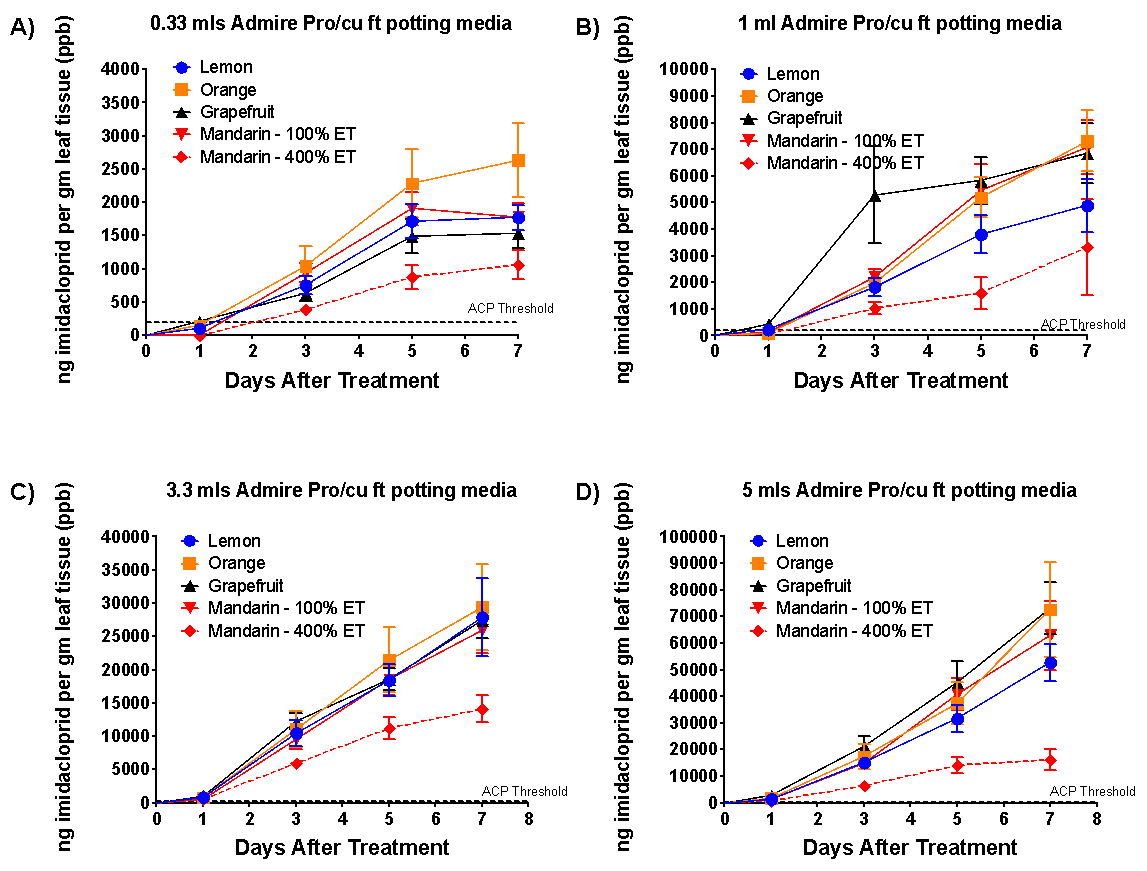 A)
0.33 mls Admire Pro/cu ft potting media
ng imidacloprid per gm leaf tissue (ppb)
4000
3500
3000
2500
2000
1500
1000
500
0
Lemon
Orange
Grapefruit
Mandarin - 100% ET
Mandarin - 400% ET
ACP Threshold
0 1 2 3 4 5 6 7
Days After Treatment
B)
1 ml Admire Pro/cu ft potting media
ng imidacloprid per gm leaf tissue (ppb)
10000
9000
8000
7000
6000
5000
4000
3000
2000
1000
0
Lemon
Orange
Grapefruit
Mandarin - 100% ET
Mandarin - 400% ET
ACP Threshold
0 1 2 3 4 5 6 7
Days After Treatment
C)
3.3 mls Admire Pro/cu ft potting media
ng imidacloprid per gm leaf tissue (ppb)
40000
35000
30000
25000
20000
15000
10000
5000
0
Lemon
Orange
Grapefruit
Mandarin - 100% ET
Mandarin - 400% ET
ACP Threshold
0 1 2 3 4 5 6 7 8
Days After Treatment
D)
5 mls Admire Pro/cu ft potting media
ng imidacloprid per gm leaf tissue (ppb)
100000
90000
80000
70000
60000
50000
40000
30000
20000
10000
0
Lemon
Orange
Grapefruit
Mandarin - 100% ET
Mandarin - 400% ET
ACP Threshold
0 1 2 3 4 5 6 7 8
Days After Treatment